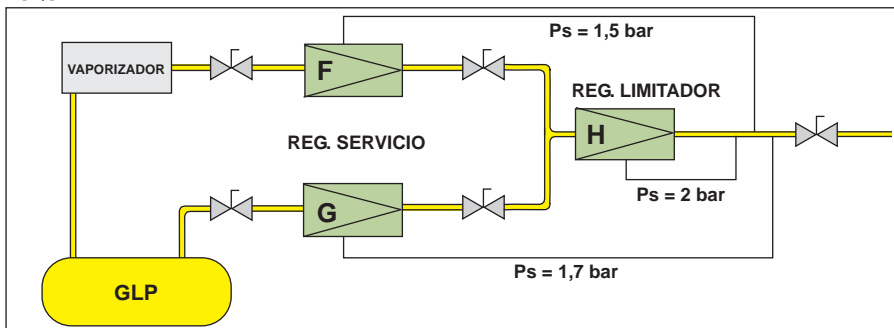 Ps = 1,5 bar
VAPORIZADOR
F
REG. LIMITADOR
H
REG. SERVICIO
Ps = 2 bar
G
Ps = 1,7 bar
GLP